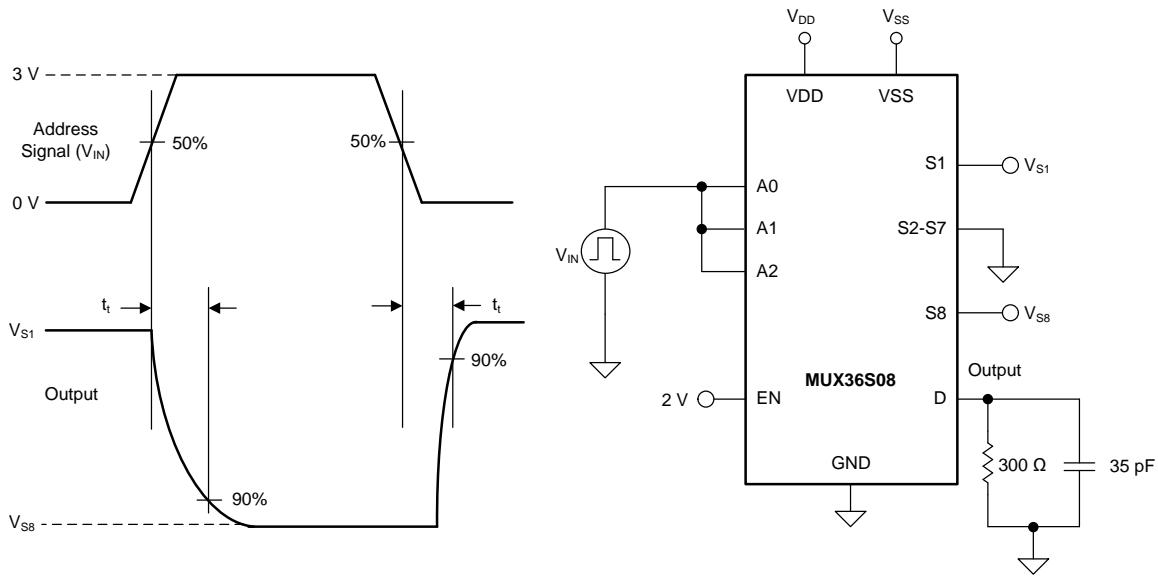 3 V
Address
Signal (VIN)
50%
50%
0 V
tt
tt
VS1
90%
Output
90%
VS8
VDD
VSS
VDD
VSS
S1
VS1
A0
A1
S2-S7
VIN
A2
S8
VS8
MUX36S08
Output
2 V
EN
D
300 Ω
35 pF
GND